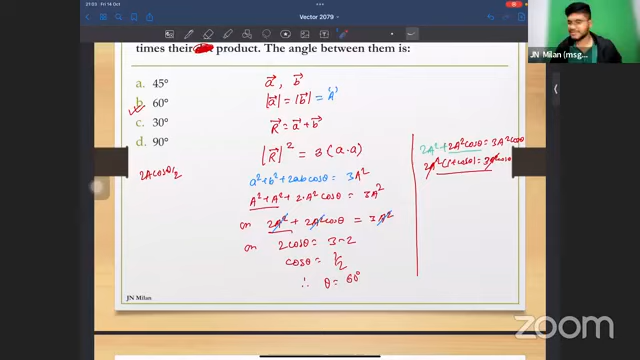 21:03 Fri 14 Oct
Vector 2079
times their product. The angle between them is:
a. 45°
b. 60°
c. 30°
d. 90°
2A cosθ/2
a⃗ , b⃗
|a⃗| = |b⃗| = 'A'
R⃗ = a⃗ + b⃗
|R⃗|² = 3 (a.a)
a² + b² + 2ab cosθ = 3A²
A² + A² + 2·A² cosθ = 3A²
or, 2A² + 2A² cosθ = 3A²
or, 2cosθ = 3-2
cosθ = 1/2
∴ θ = 60°
2A² + 2A² cosθ = 3A² cosθ
2A² (1+cosθ) = 3A² cosθ
JN Milan
JN Milan (msg...
zoom